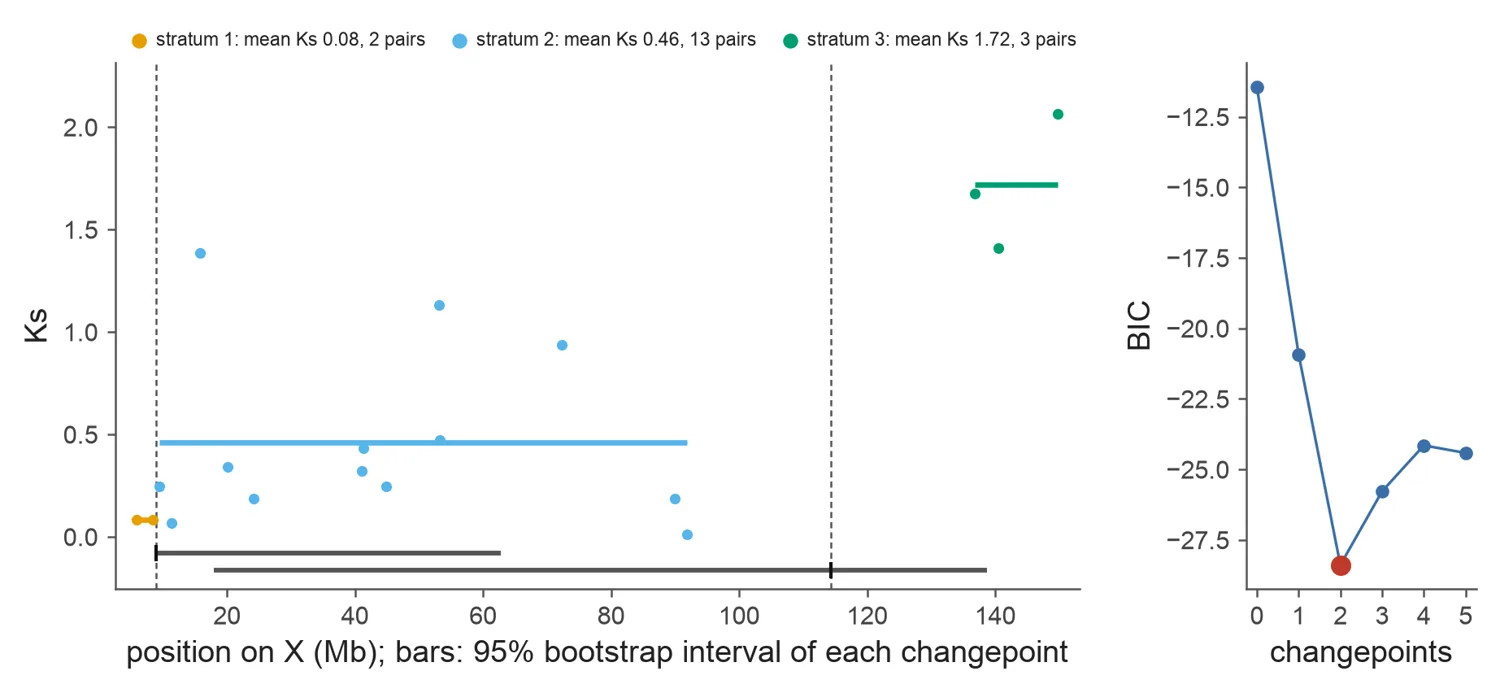 stratum 1: mean Ks 0.08, 2 pairs stratum 2: mean Ks 0.46, 13 pairs stratum 3: mean Ks 1.72, 3 pairs
Ks
2.0
1.5
1.0
0.5
0.0
20 40 60 80 100 120 140
position on X (Mb); bars: 95% bootstrap interval of each changepoint
BIC
−12.5
−15.0
−17.5
−20.0
−22.5
−25.0
−27.5
0 1 2 3 4 5
changepoints